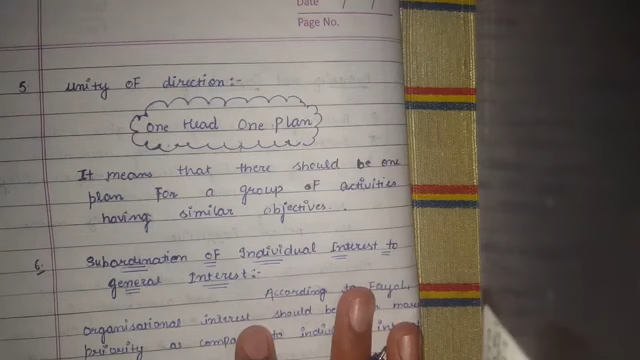 Date / /
Page No.
5 Unity OF direction:-
One Head One Plan
It means that there should be one
plan For a group OF activities
having similar objectives.
6. Subordination OF Individual Interest to
general Interest:-
According to Fayol,
Organisational interest should be
priority as to